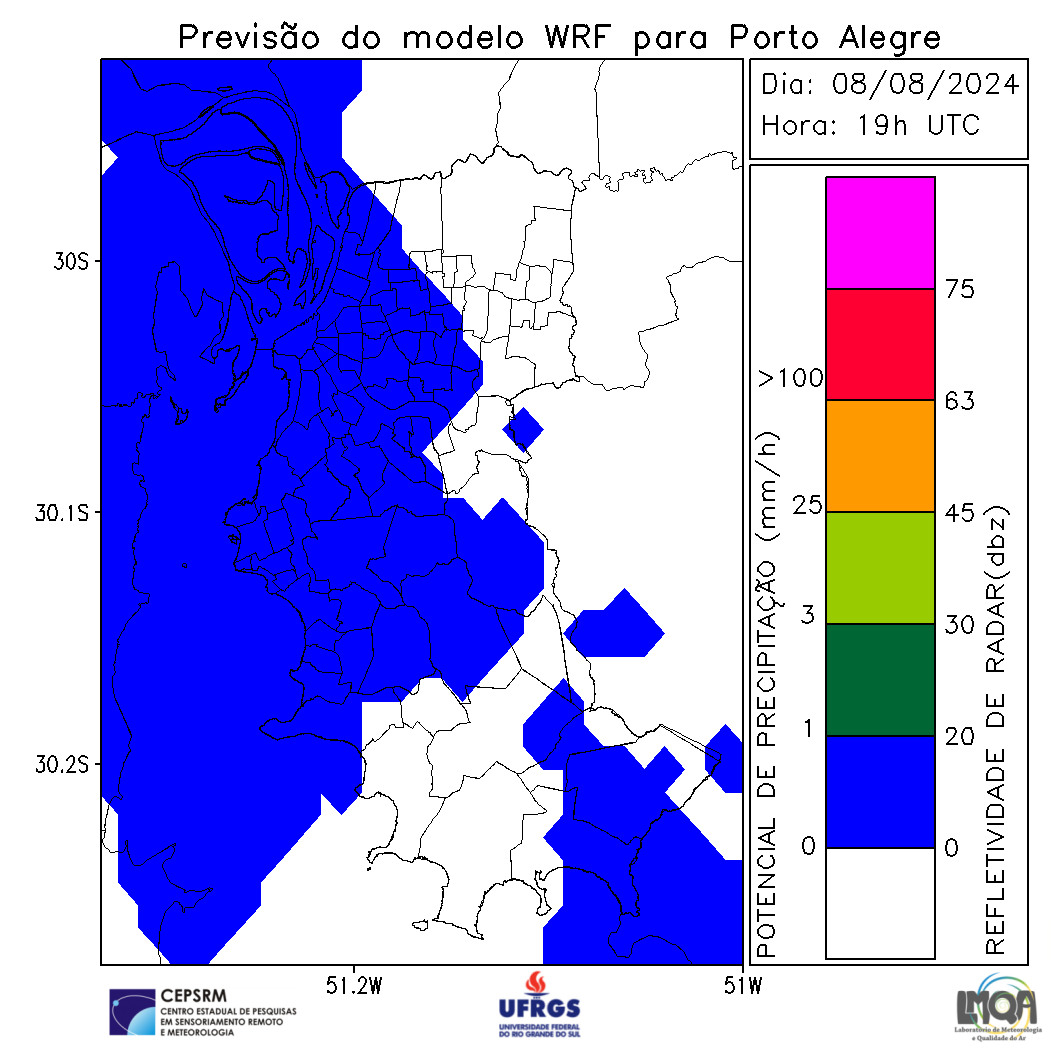 Previsão do modelo WRF para Porto Alegre
Dia: 08/08/2024
Hora: 19h UTC
30S
30.1S
30.2S
51.2W
51W
>100
25
3
1
0
75
63
45
30
20
0
POTENCIAL DE PRECIPITAÇÃO (mm/h)
REFLETIVIDADE DE RADAR(dbz)
CEPSRM
CENTRO ESTADUAL DE PESQUISAS
EM SENSORIAMENTO REMOTO
E METEOROLOGIA
UFRGS
UNIVERSIDADE FEDERAL
DO RIO GRANDE DO SUL
LMQA
Laboratório de Meteorologia
e Qualidade do Ar